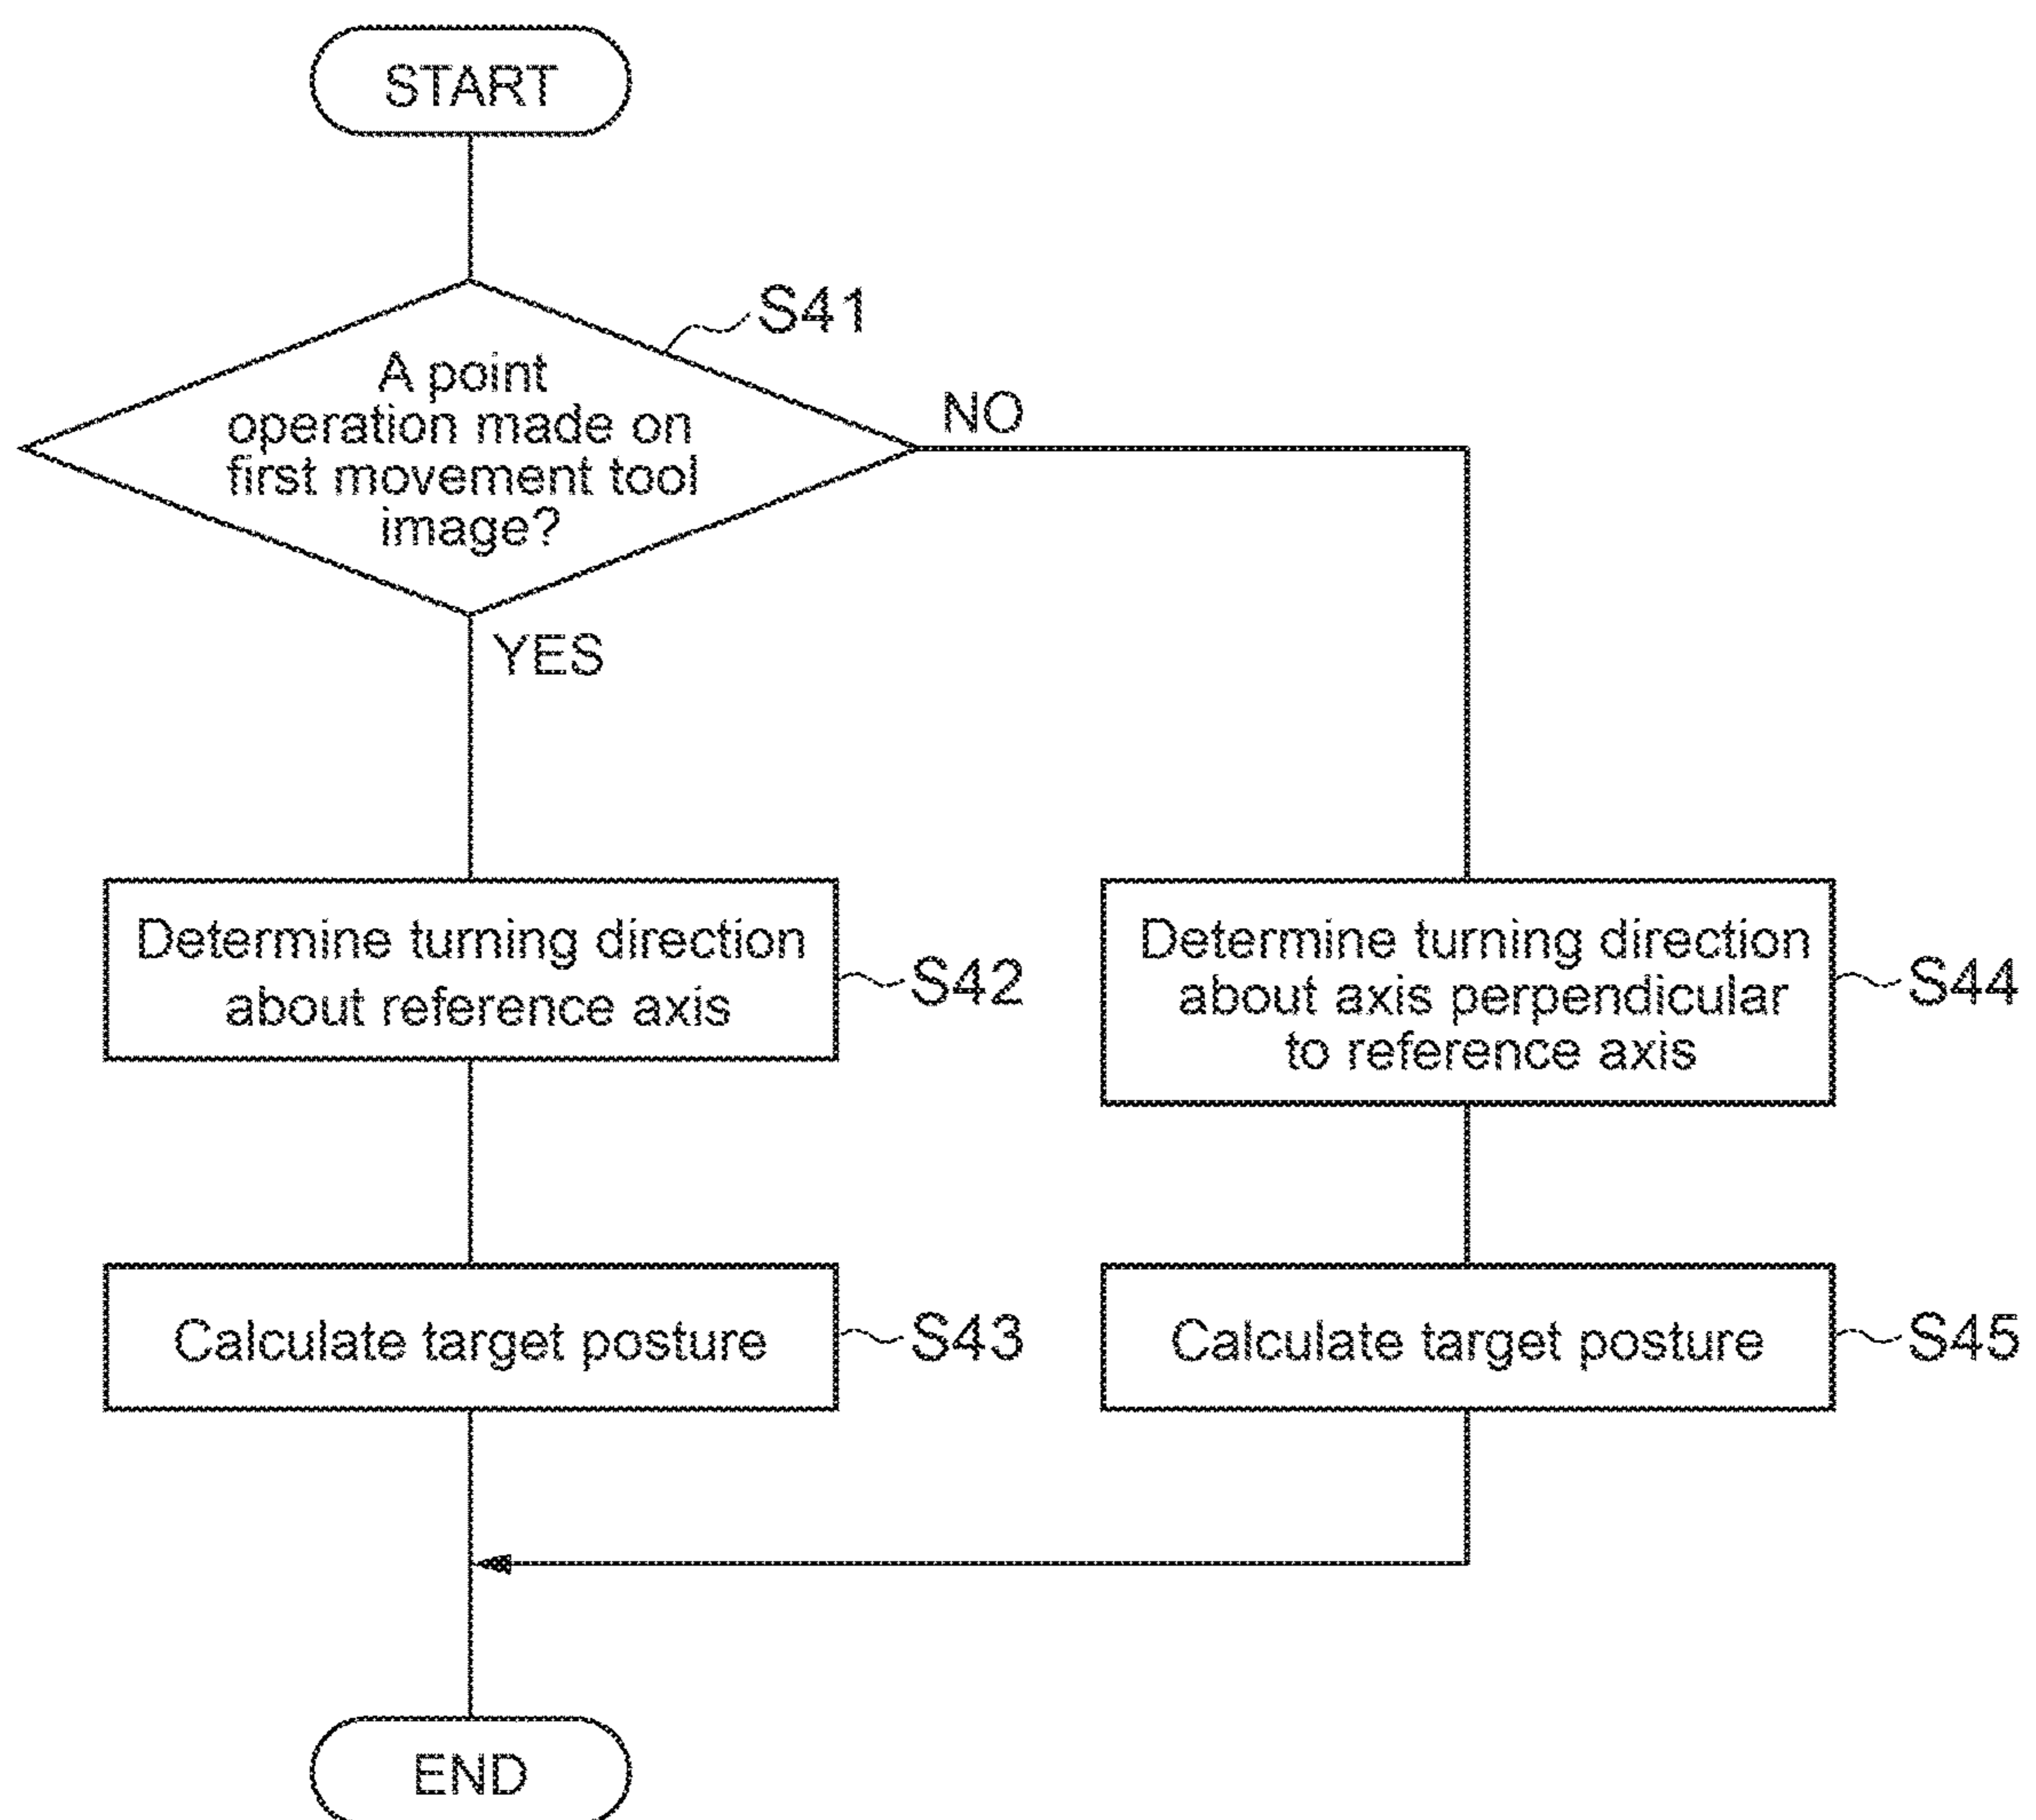 START
S41
A point
operation made on
first movement tool
image?
NO
YES
Determine turning direction
about reference axis
S42
Determine turning direction
about axis perpendicular
to reference axis
S44
Calculate target posture
S43
Calculate target posture
S45
END